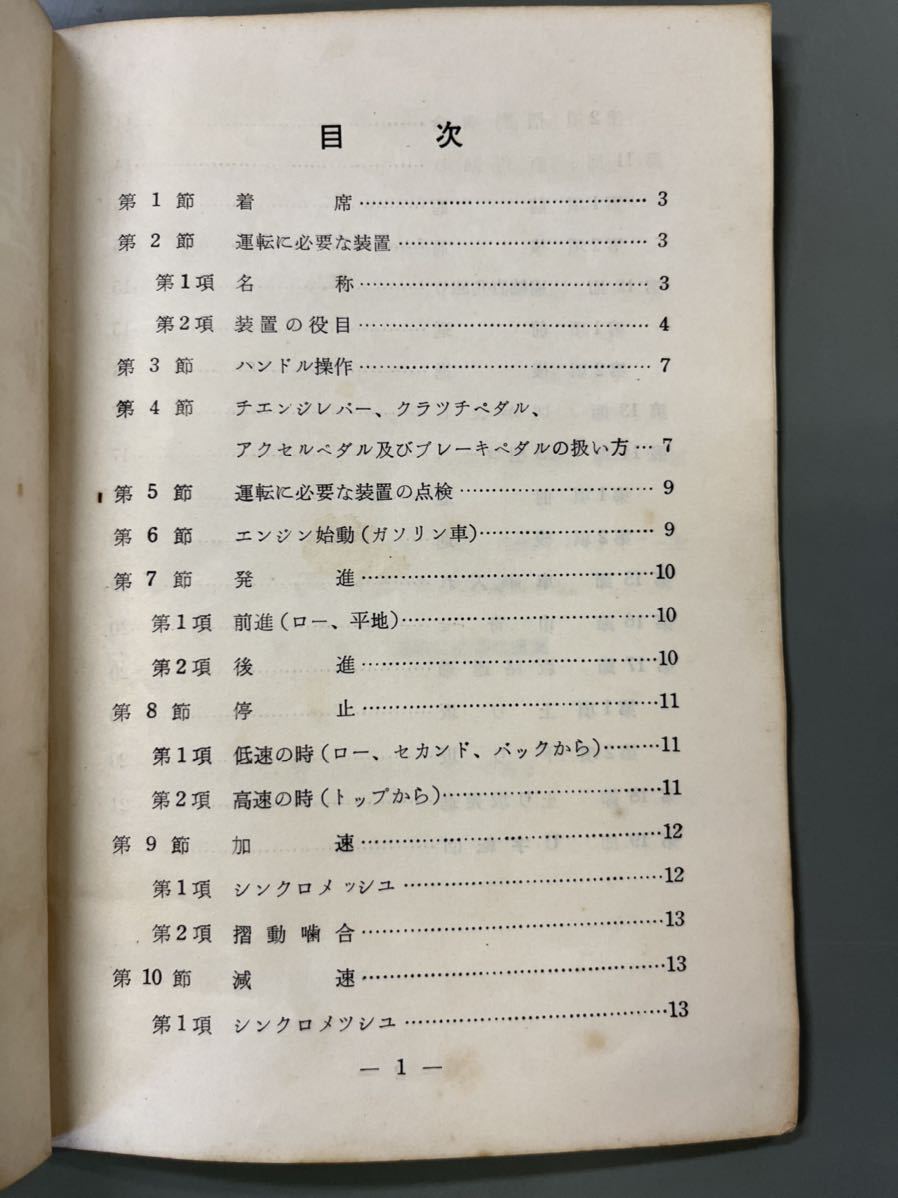 目次
第1節 着席…………………………………………3
第2節 運転に必要な装置……………………………3
第1項 名称…………………………………………3
第2項 装置の役目……………………………………4
第3節 ハンドル操作…………………………………7
第4節 チエンジレバー、クラツチペダル、
アクセルペダル及びブレーキペダルの扱い方…7
第5節 運転に必要な装置の点検……………………9
第6節 エンジン始動(ガソリン車)…………………9
第7節 発進…………………………………………10
第1項 前進(ロー、平地)……………………………10
第2項 後進…………………………………………10
第8節 停止…………………………………………11
第1項 低速の時(ロー、セカンド、バックから)………11
第2項 高速の時(トップから)………………………11
第9節 加速…………………………………………12
第1項 シンクロメッシユ……………………………12
第2項 摺動噛合……………………………………13
第10節 減速…………………………………………13
第1項 シンクロメツシユ……………………………13
— 1 —